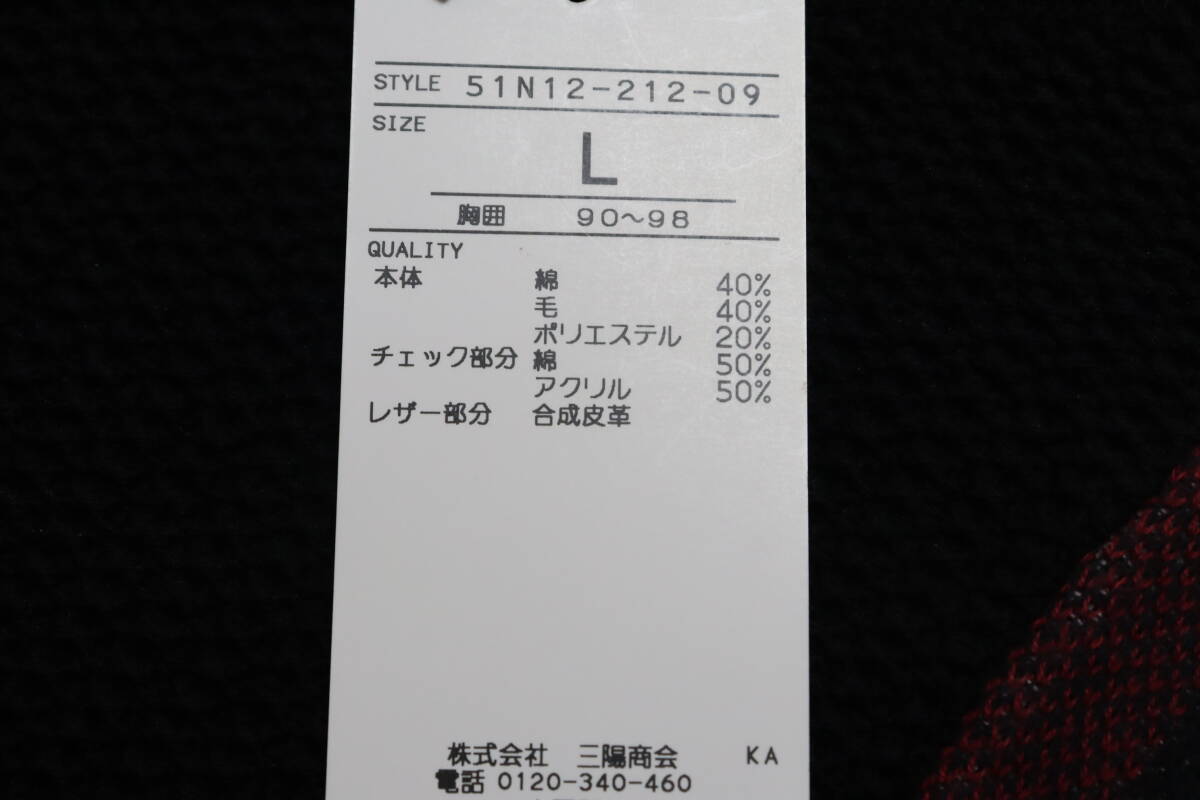 STYLE 51N12-212-09
SIZE
L
胸囲 90〜98
QUALITY
本体 綿 40%
毛 40%
ポリエステル 20%
チェック部分 綿 50%
アクリル 50%
レザー部分 合成皮革
株式会社 三陽商会 KA
電話 0120-340-460